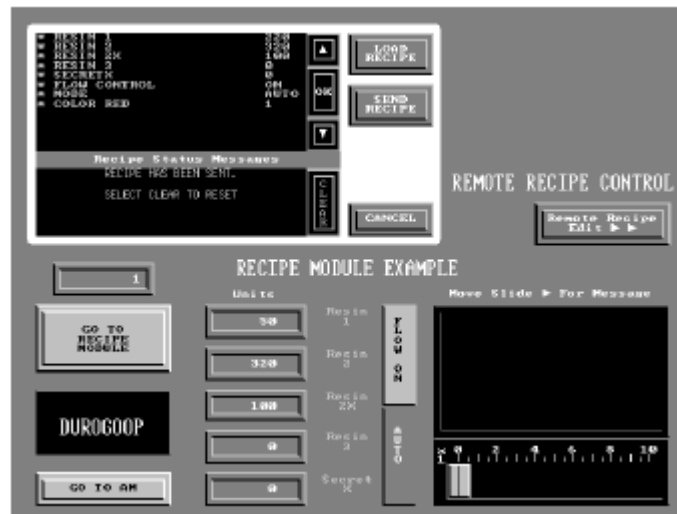 RESIN 1
RESIN 2 320
RESIN 2X 100
RESIN 3 0
SECRETX 0
FLOW CONTROL ON
MODE AUTO
COLOR RED 1
▲
OK
▼
LOAD
RECIPE
SEND
RECIPE
Recipe Status Messages
RECIPE HAS BEEN SENT.
SELECT CLEAR TO RESET
CLEAR
CANCEL
REMOTE RECIPE CONTROL
Remote Recipe
Edit ▶ ▶
RECIPE MODULE EXAMPLE
1
Units
Move Slide ▶ For Message
GO TO
RECIPE
MODULE
50
Resin
1
320
Resin
2
100
Resin
2X
0
Resin
3
0
Secret
X
FLOW ON
AUTO
DUROGOOP
GO TO AM
x 1
0 2 4 6 8 10